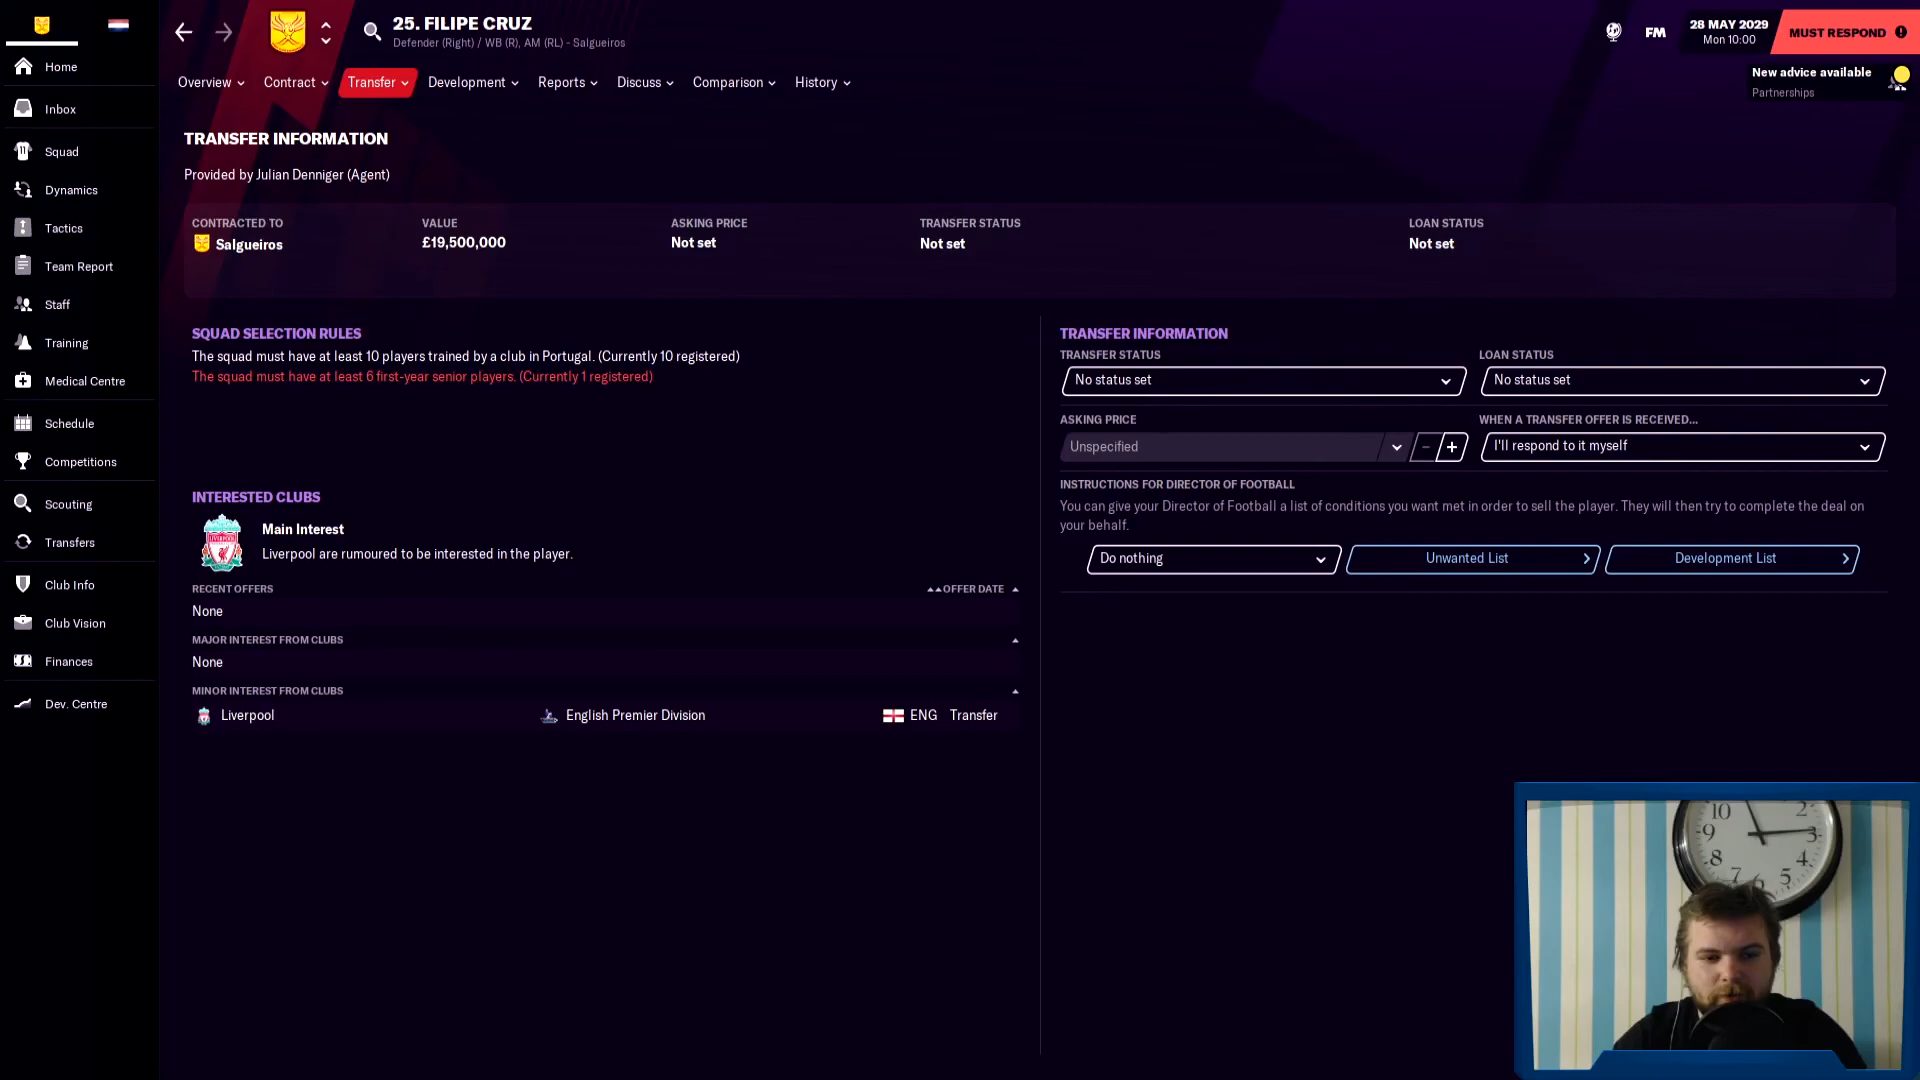 25. FILIPE CRUZ
Defender (Right) / WB (R), AM (RL) - Salgueiros
FM
28 MAY 2029
Mon 10:00
MUST RESPOND
New advice available
Partnerships
Home
Inbox
Squad
Dynamics
Tactics
Team Report
Staff
Training
Medical Centre
Schedule
Competitions
Scouting
Transfers
Club Info
Club Vision
Finances
Dev. Centre
Overview
Contract
Transfer
Development
Reports
Discuss
Comparison
History
TRANSFER INFORMATION
Provided by Julian Denniger (Agent)
CONTRACTED TO
Salgueiros
VALUE
£19,500,000
ASKING PRICE
Not set
TRANSFER STATUS
Not set
LOAN STATUS
Not set
SQUAD SELECTION RULES
The squad must have at least 10 players trained by a club in Portugal. (Currently 10 registered)
The squad must have at least 6 first-year senior players. (Currently 1 registered)
INTERESTED CLUBS
Main Interest
Liverpool are rumoured to be interested in the player.
RECENT OFFERS
OFFER DATE
None
MAJOR INTEREST FROM CLUBS
None
MINOR INTEREST FROM CLUBS
Liverpool
English Premier Division
ENG
Transfer
TRANSFER INFORMATION
TRANSFER STATUS
No status set
LOAN STATUS
No status set
ASKING PRICE
Unspecified
- +
WHEN A TRANSFER OFFER IS RECEIVED...
I'll respond to it myself
INSTRUCTIONS FOR DIRECTOR OF FOOTBALL
You can give your Director of Football a list of conditions you want met in order to sell the player. They will then try to complete the deal on
your behalf.
Do nothing
Unwanted List
Development List
10
2
9
3
8
4
7
6
5